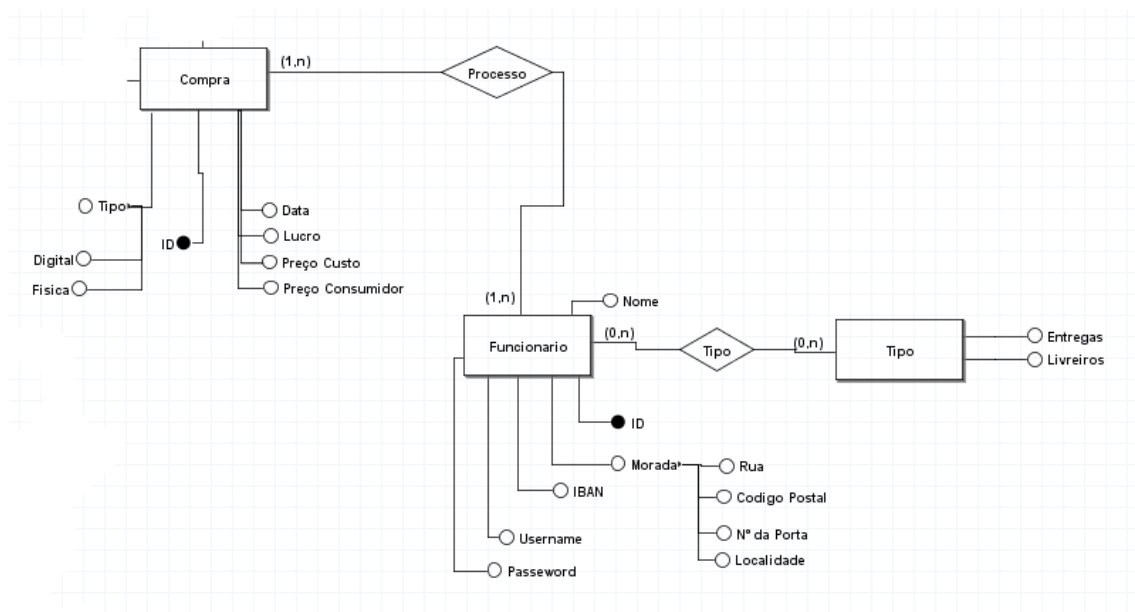 (1,n)
Compra
Processo
Tipo
Data
ID
Lucro
Digital
Preço Custo
Fisica
Preço Consumidor
(1,n)
Nome
Funcionario
(0,n)
Tipo
(0,n)
Tipo
Entregas
Livreiros
ID
Morada
Rua
IBAN
Codigo Postal
Username
Nº da Porta
Localidade
Passeword